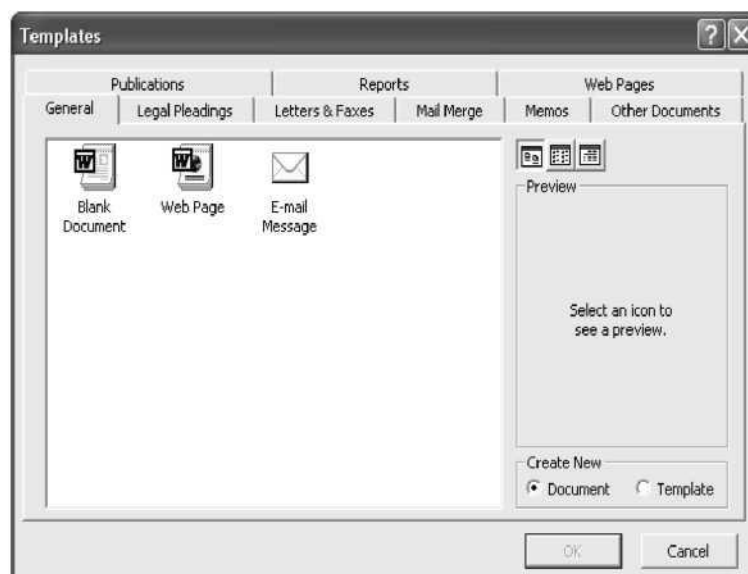 Templates
Publications
Reports
Web Pages
General
Legal Pleadings
Letters & Faxes
Mail Merge
Memos
Other Documents
Blank
Document
Web Page
E-mail
Message
Preview
Select an icon to
see a preview.
Create New
Document
Template
OK
Cancel